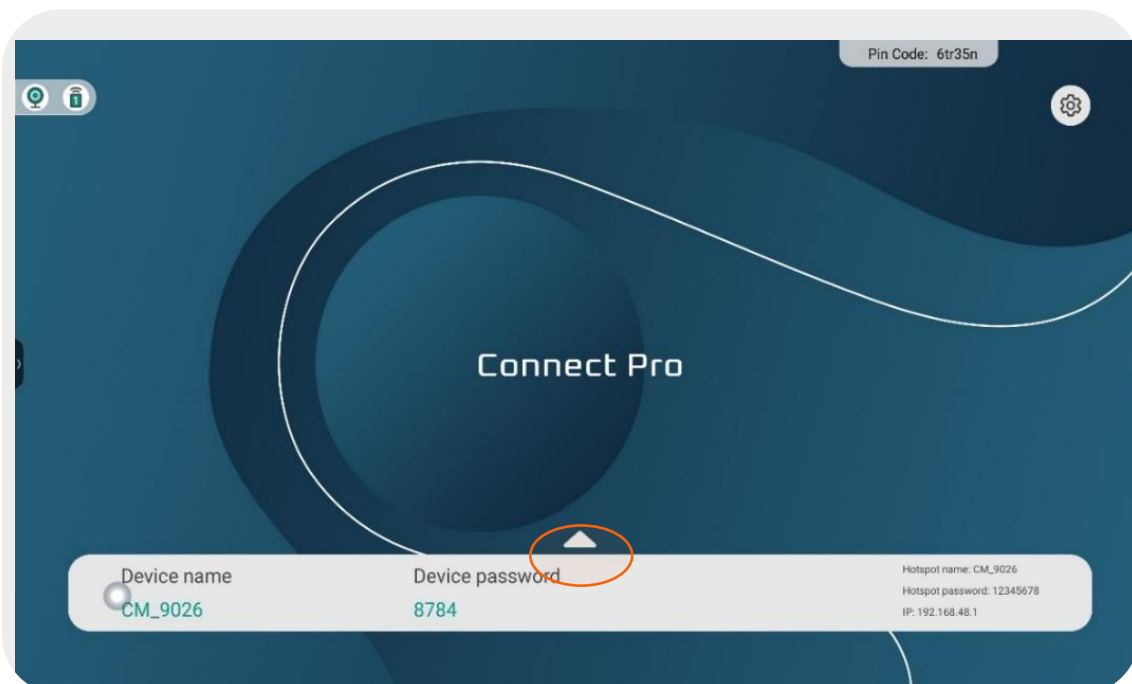 Pin Code: 6tr35n
1
Connect Pro
Device name
CM_9026
Device password
8784
Hotspot name: CM_9026
Hotspot password: 12345678
IP: 192.168.48.1